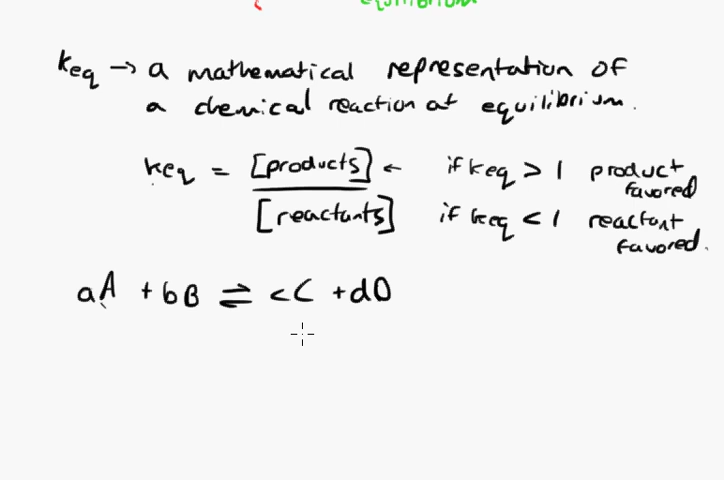 equilibrium
keq → a mathematical representation of
a chemical reaction at equilibrium.
keq = [products] ← if keq > 1 product favored
[reactants] if keq < 1 reactant favored.
aA + bB ⇌ cC + dD